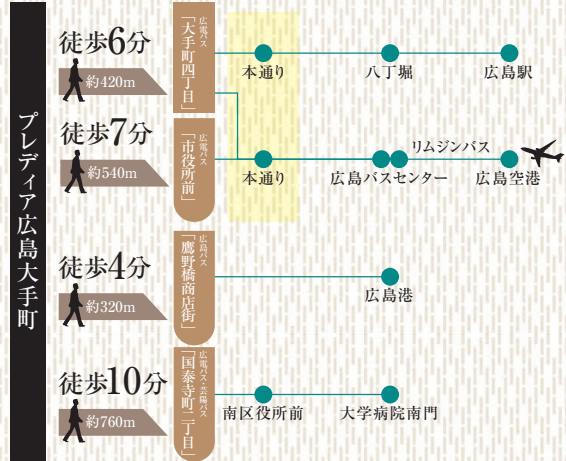 プレディア広島大手町
徒歩6分
約420m
広電バス
「大手町四丁目」
本通り
八丁堀
広島駅
徒歩7分
約540m
広電バス
「市役所前」
本通り
広島バスセンター
リムジンバス
広島空港
徒歩4分
約320m
広島バス
「鷹野橋商店街」
広島港
徒歩10分
約760m
広電バス・芸陽バス
「国泰寺町二丁目」
南区役所前
大学病院南門